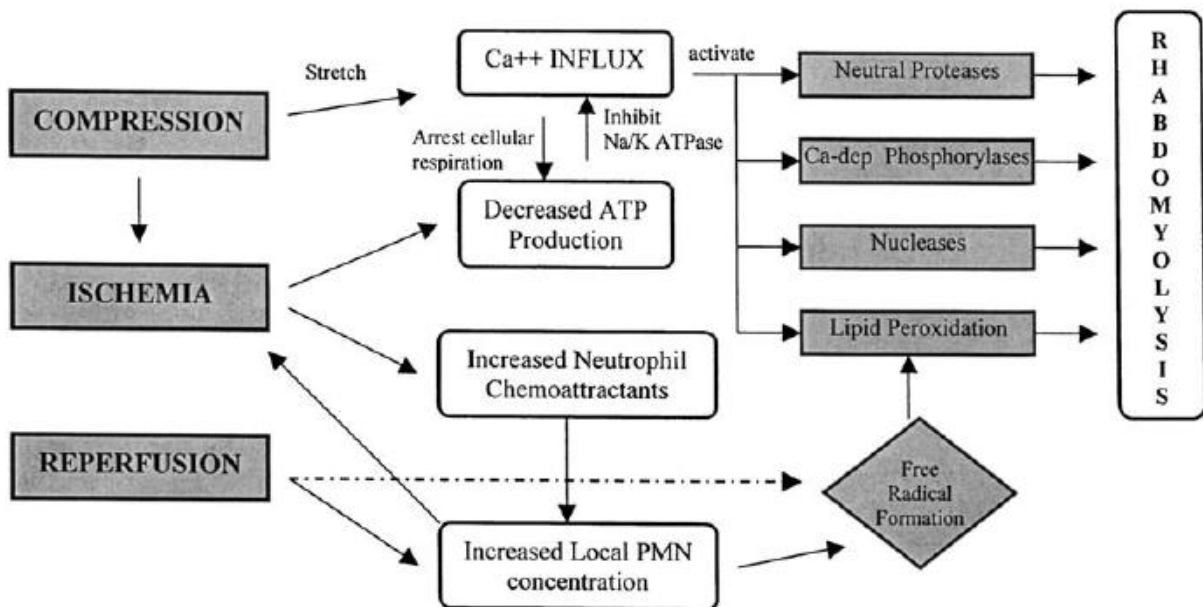 Stretch
Ca++ INFLUX
activate
Neutral Proteases
COMPRESSION
Arrest cellular
respiration
Inhibit
Na/K ATPase
Ca-dep Phosphorylases
Decreased ATP
Production
Nucleases
ISCHEMIA
Lipid Peroxidation
Increased Neutrophil
Chemoattractants
REPERFUSION
Free
Radical
Formation
Increased Local PMN
concentration
RHABDOMYOLYSIS